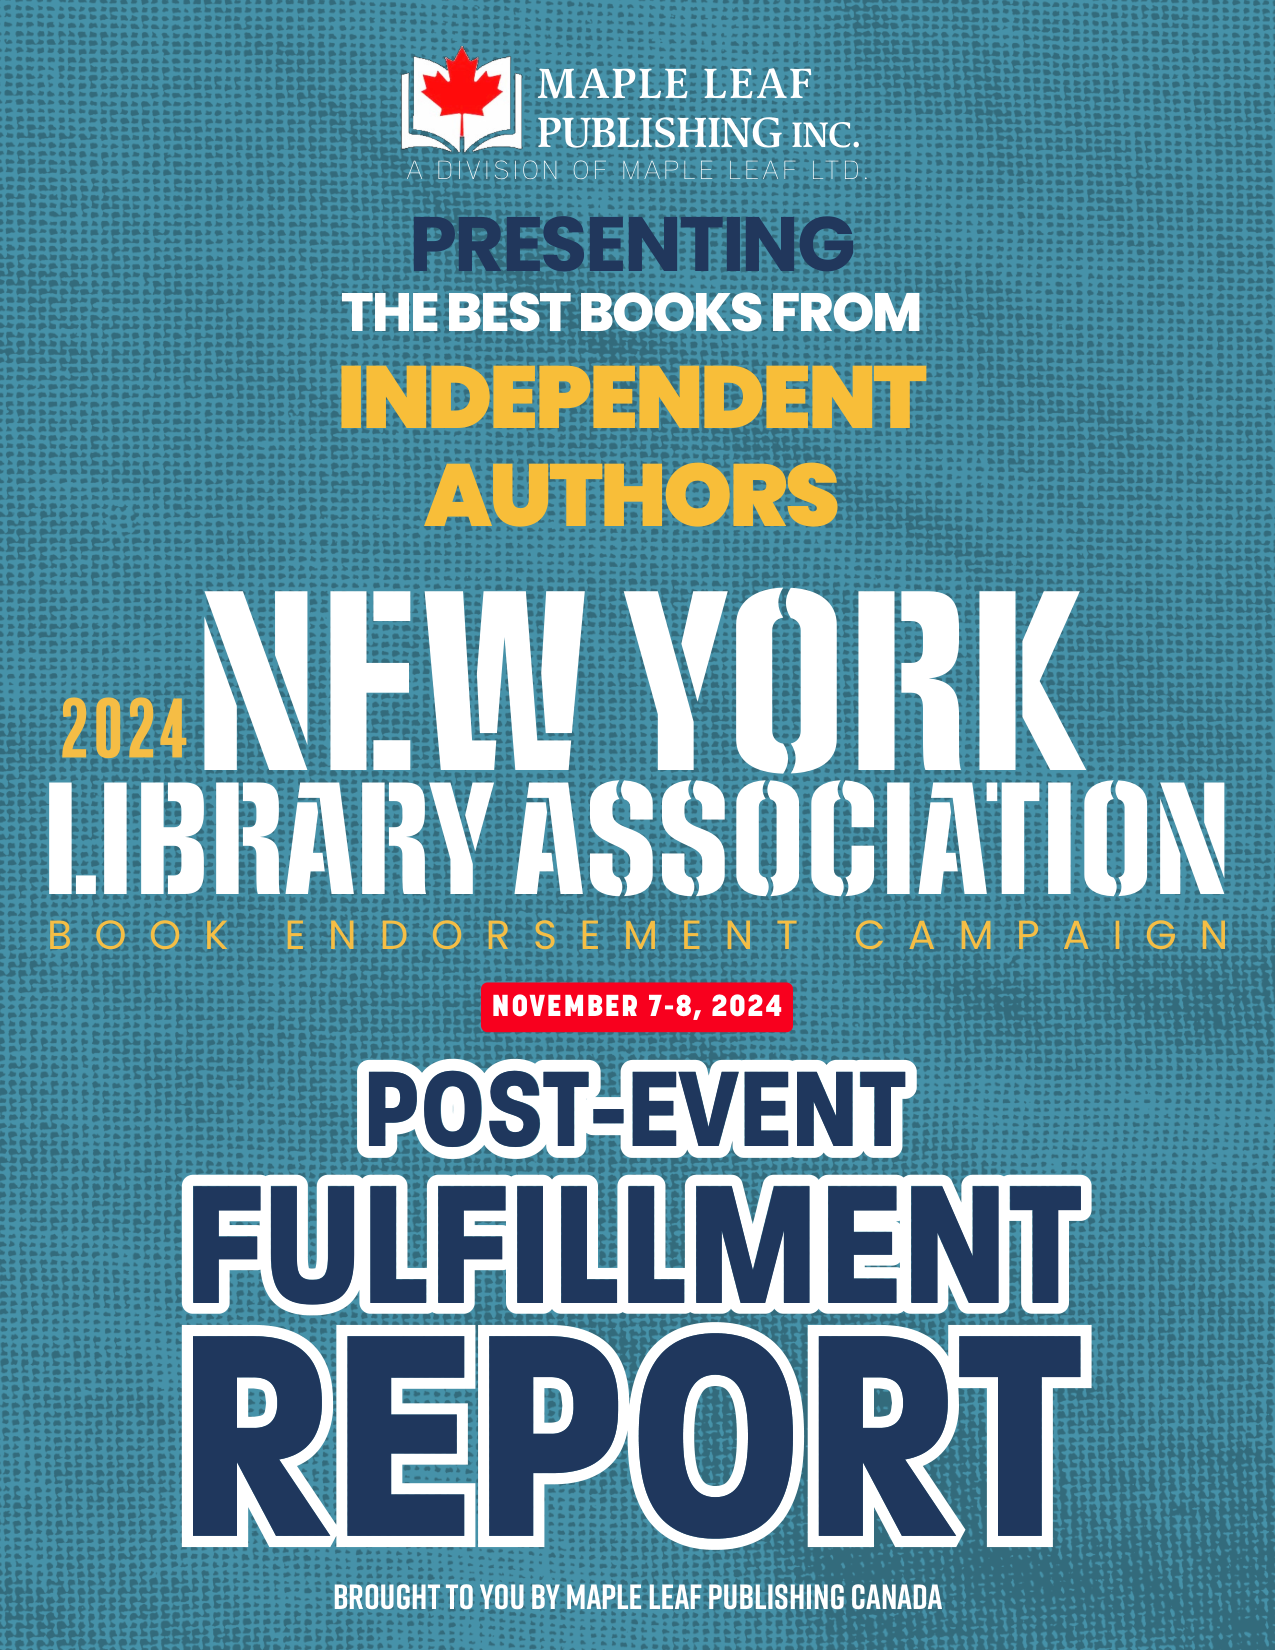 MAPLE LEAF
PUBLISHING INC.
A DIVISION OF MAPLE LEAF LTD.
PRESENTING
THE BEST BOOKS FROM
INDEPENDENT
AUTHORS
2024 NEW YORK
LIBRARY ASSOCIATION
BOOK ENDORSEMENT CAMPAIGN
NOVEMBER 7-8, 2024
POST-EVENT
FULFILLMENT
REPORT
BROUGHT TO YOU BY MAPLE LEAF PUBLISHING CANADA